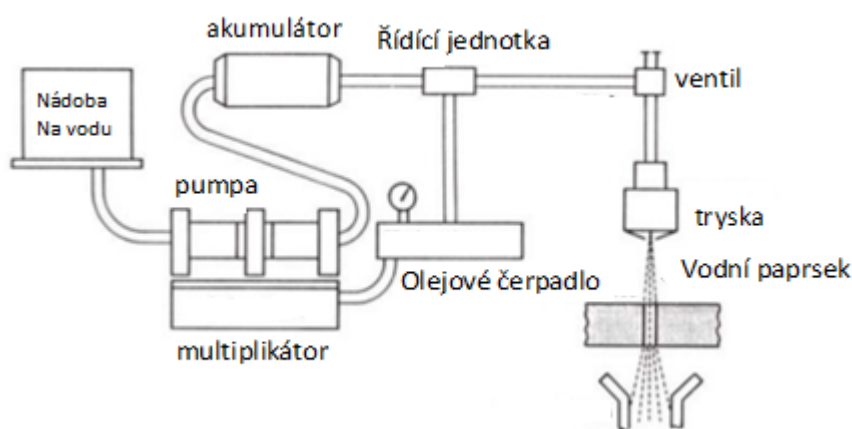 akumulátor
Řídící jednotka
ventil
Nádoba
Na vodu
pumpa
tryska
Vodní paprsek
Olejové čerpadlo
multiplikátor